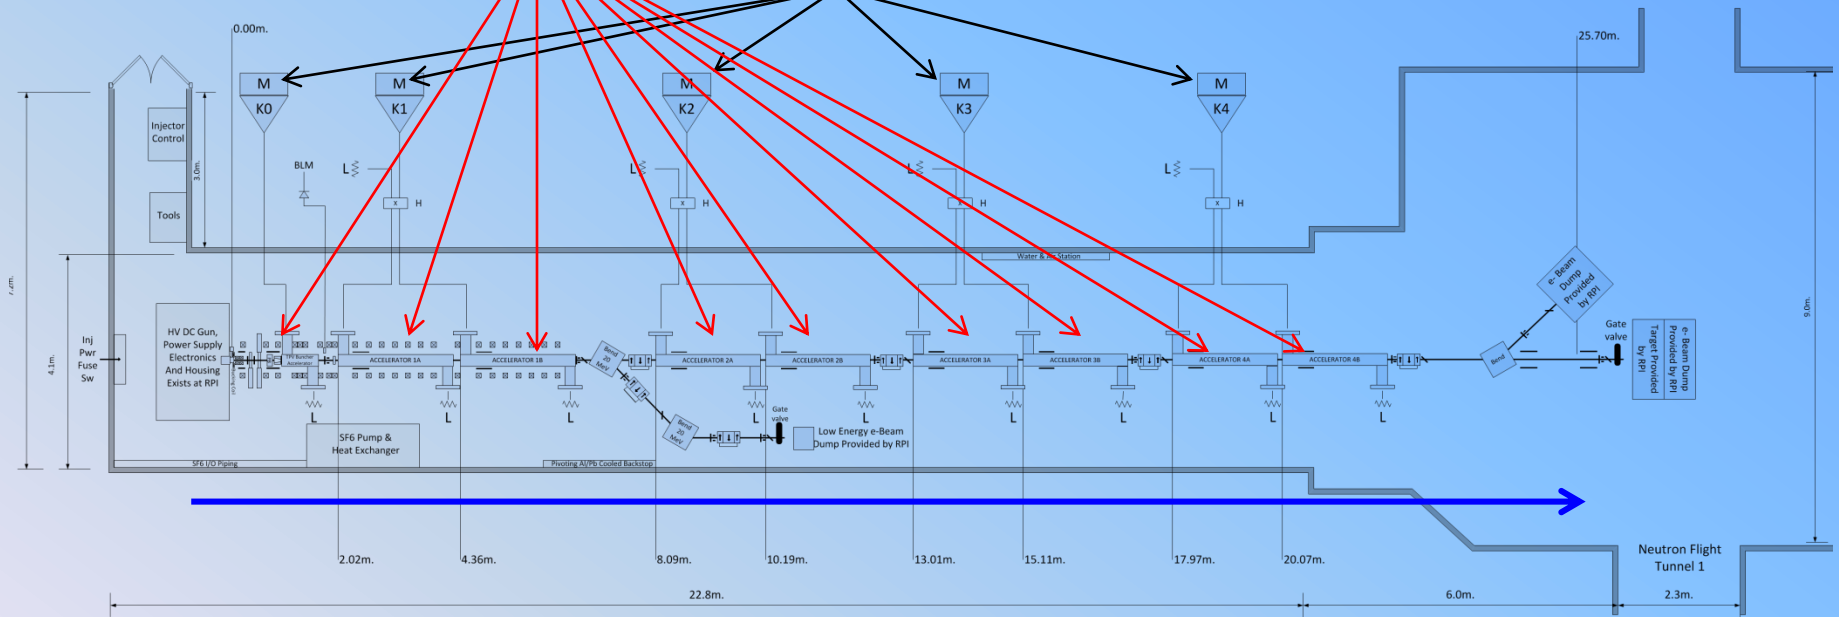 0.00m.
25.70m.
M
K0
M
K1
M
K2
M
K3
M
K4
Injector
Control
3.0m.
BLM
L
L
L
L
Tools
X
H
X
H
X
H
X
H
Water & Air Station
e- Beam
Dump
Provided
by RPI
9.0m.
7.2m.
4.1m.
Inj
Pwr
Fuse
Sw
HV DC Gun,
Power Supply
Electronics
And Housing
Exists at RPI
ACCELERATOR 1A
ACCELERATOR 1B
Bend
20
MeV
ACCELERATOR 2A
ACCELERATOR 2B
ACCELERATOR 3A
ACCELERATOR 3B
ACCELERATOR 4A
ACCELERATOR 4B
Bend
Gate
valve
e- Beam Dump
Provided by RPI
Target Provided
by RPI
L
L
L
L
L
L
L
L
L
Bend
20
MeV
Gate
valve
Low Energy e-Beam
Dump Provided by RPI
SF6 Pump &
Heat Exchanger
SF6 I/O Piping
Pivoting Al/Pb Cooled Backstop
2.02m.
4.36m.
8.09m.
10.19m.
13.01m.
15.11m.
17.97m.
20.07m.
Neutron Flight
Tunnel 1
22.8m.
6.0m.
2.3m.